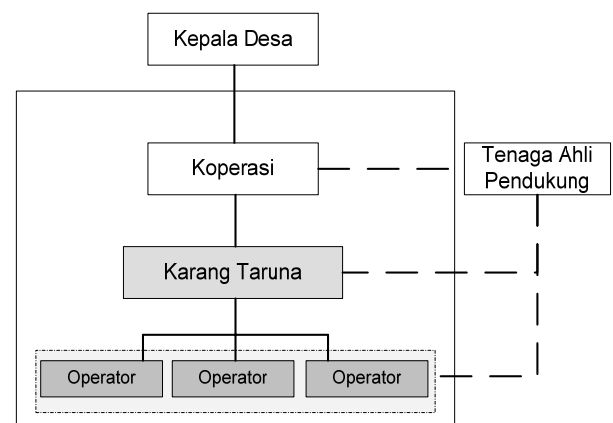 Kepala Desa
Koperasi
Tenaga Ahli
Pendukung
Karang Taruna
Operator
Operator
Operator